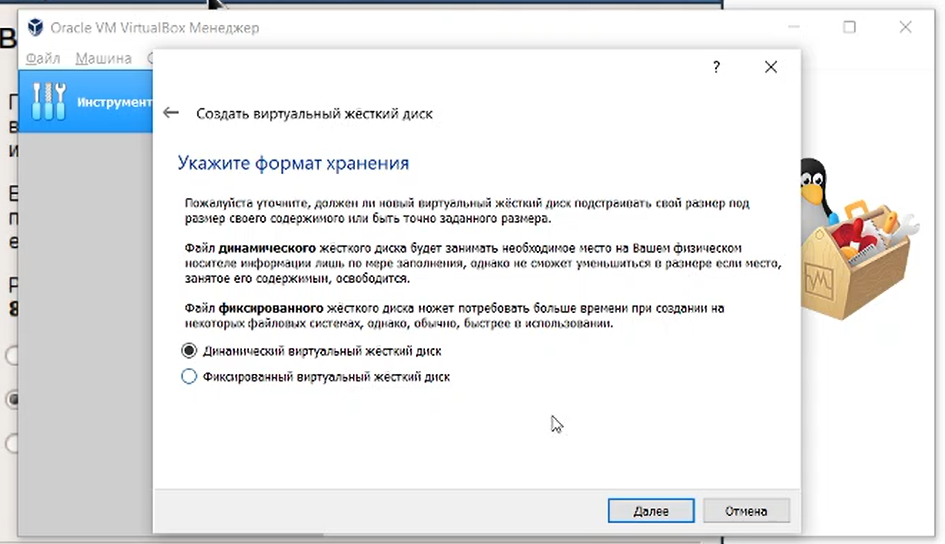 Oracle VM VirtualBox Менеджер
Файл Машина
Инструмент
?
Создать виртуальный жёсткий диск
Укажите формат хранения
Пожалуйста уточните, должен ли новый виртуальный жёсткий диск подстраивать свой размер под
размер своего содержимого или быть точно заданного размера.
Файл динамического жёсткого диска будет занимать необходимое место на Вашем физическом
носителе информации лишь по мере заполнения, однако не сможет уменьшиться в размере если место,
занятое его содержимым, освободится.
Файл фиксированного жёсткого диска может потребовать больше времени при создании на
некоторых файловых системах, однако, обычно, быстрее в использовании.
Динамический виртуальный жёсткий диск
Фиксированный виртуальный жёсткий диск
Далее Отмена